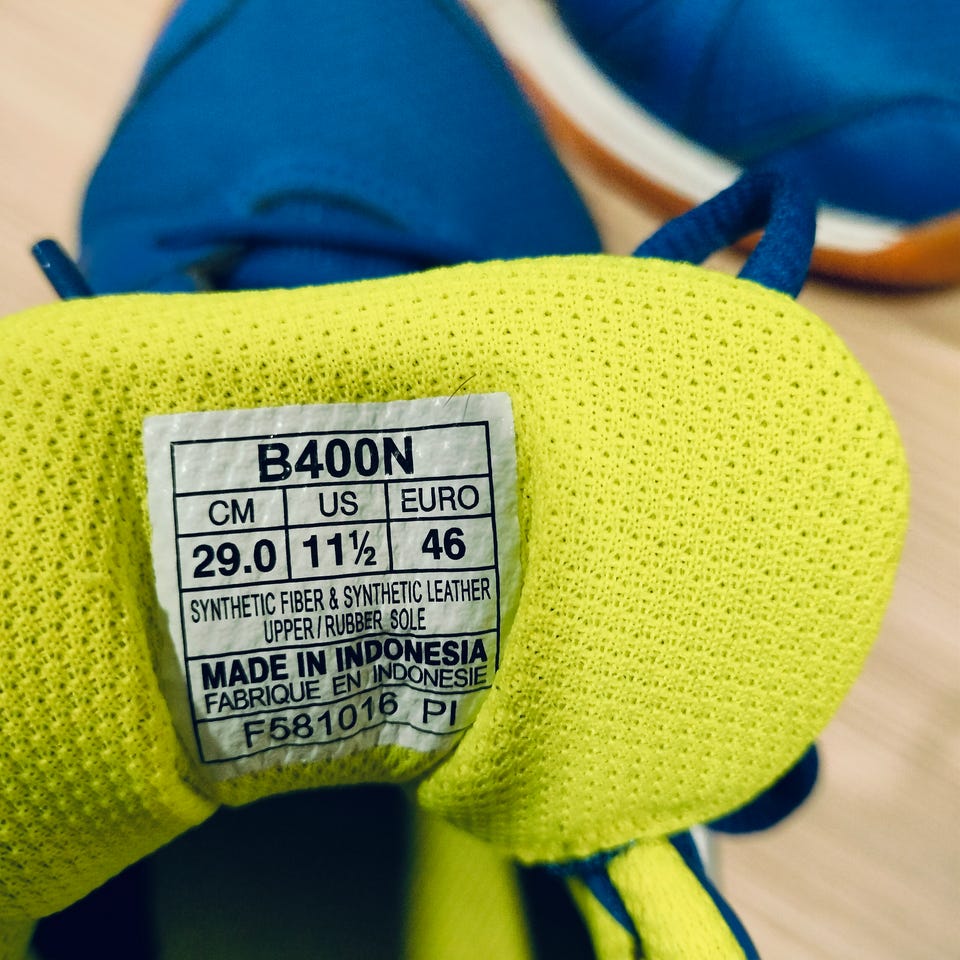 B400N
CM US EURO
29.0 11½ 46
SYNTHETIC FIBER & SYNTHETIC LEATHER
UPPER/RUBBER SOLE
MADE IN INDONESIA
FABRIQUE EN INDONESIE
F581016 PI